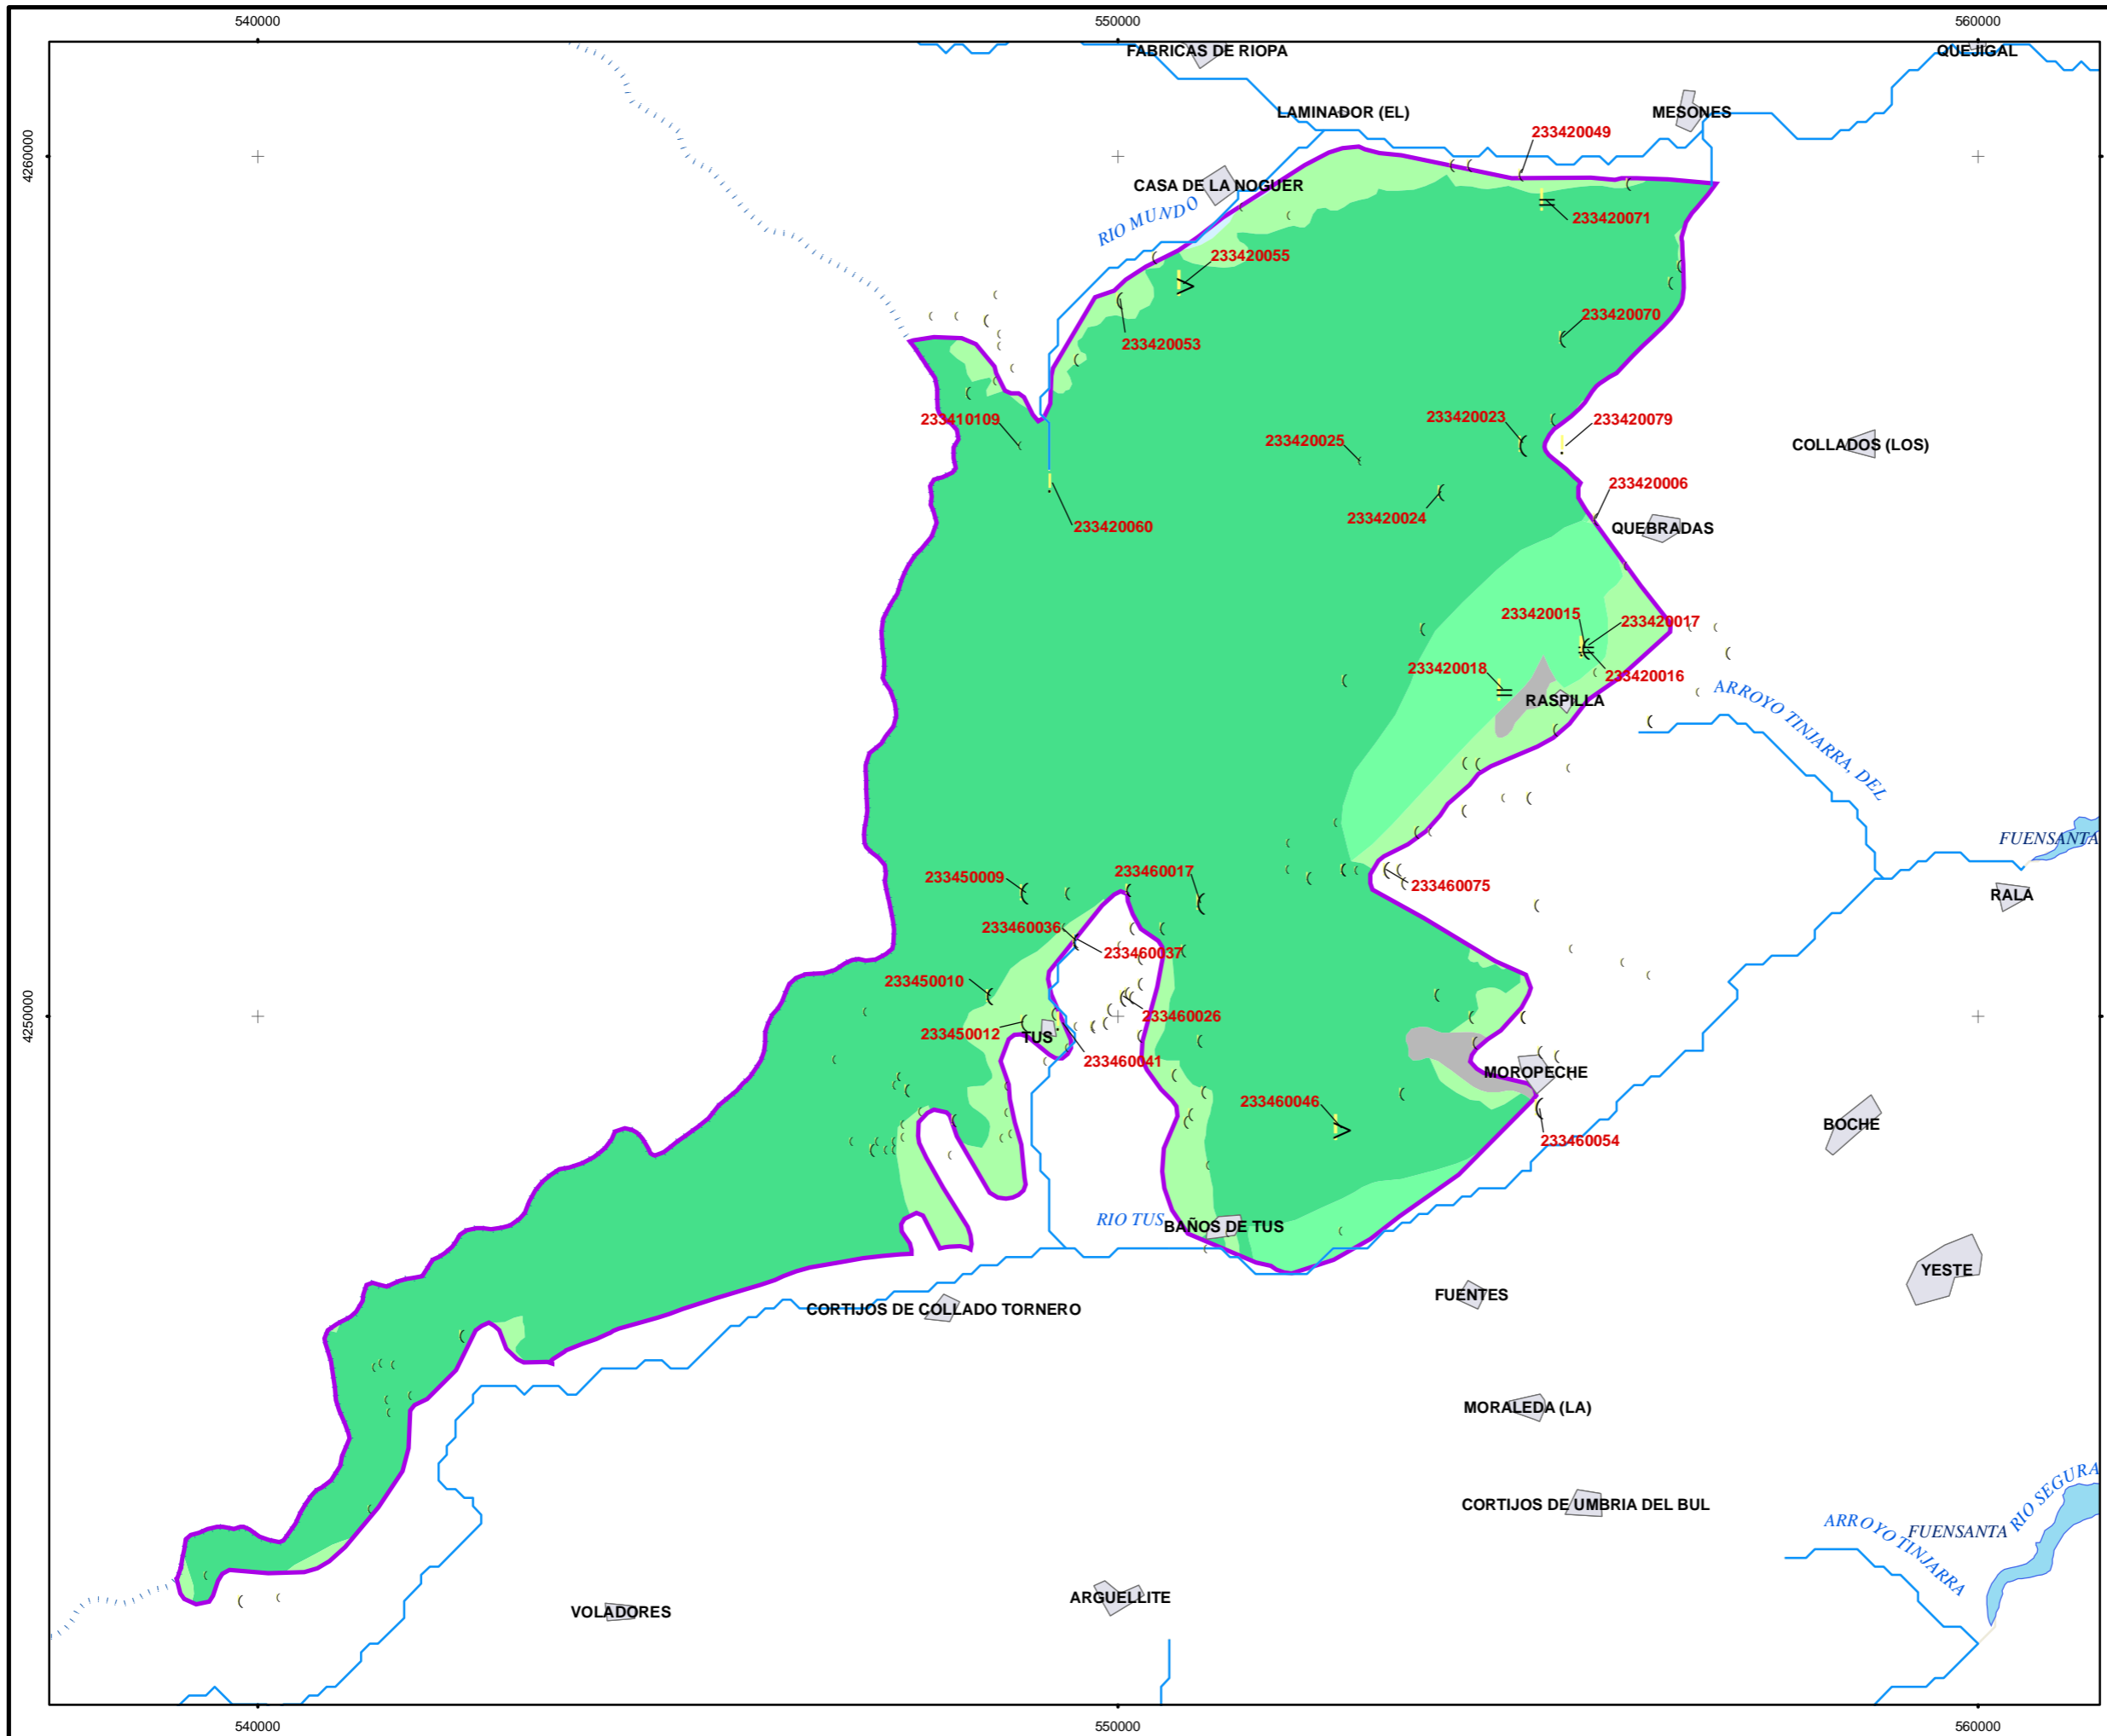 540000
550000
560000
FABRICAS DE RIOPA
QUEJIGAL
LAMINADOR (EL)
MESONES
233420049
4260000
CASA DE LA NOGUER
RIO MUNDO
233420071
233420055
233420070
233420053
233410109
233420023
233420079
233420025
COLLADOS (LOS)
233420006
233420024
233420060
QUEBRADAS
233420015
233420017
233420018
233420016
RASPILLA
ARROYO TINJARRA, DEL
FUENSANTA
233450009
233460017
233460075
RALA
233460036
233460037
233450010
4250000
233460026
233450012
TUS
233460041
MOROPECHE
233460046
BOCHE
233460054
RIO TUS
BAÑOS DE TUS
YESTE
FUENTES
CORTIJOS DE COLLADO TORNERO
MORALEDA (LA)
RIO SEGURA
CORTIJOS DE UMBRIA DEL BUL
ARROYO TINJARRA
FUENSANTA
ARGUELLITE
VOLADORES
540000
550000
560000